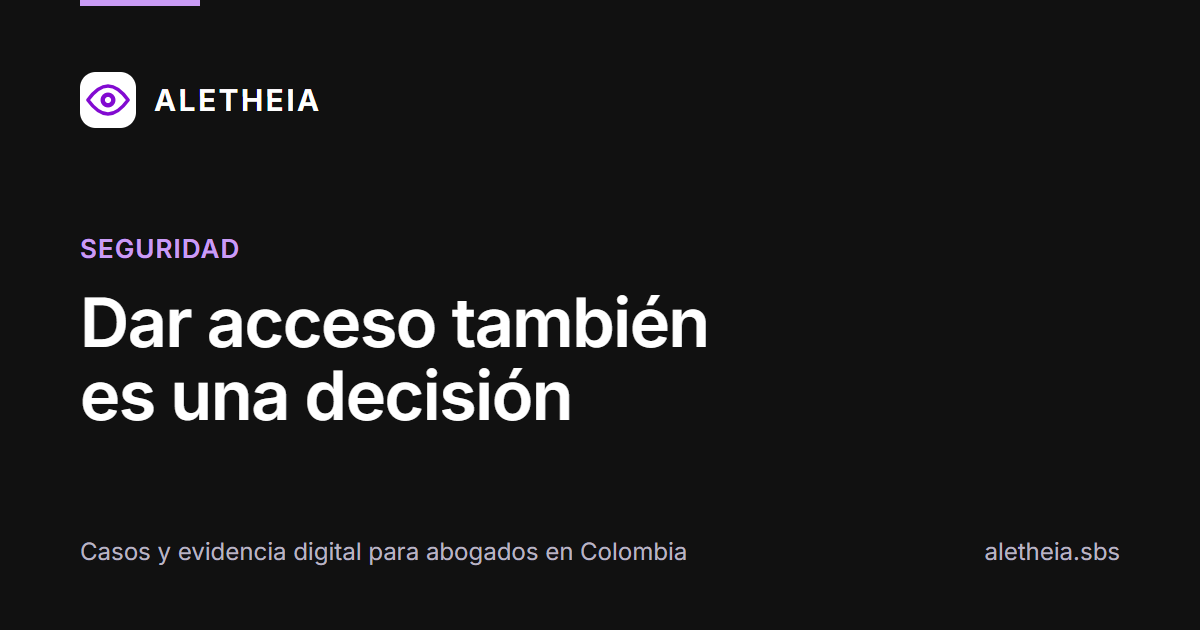 ALETHEIA
SEGURIDAD
Dar acceso también
es una decisión
Casos y evidencia digital para abogados en Colombia
aletheia.sbs